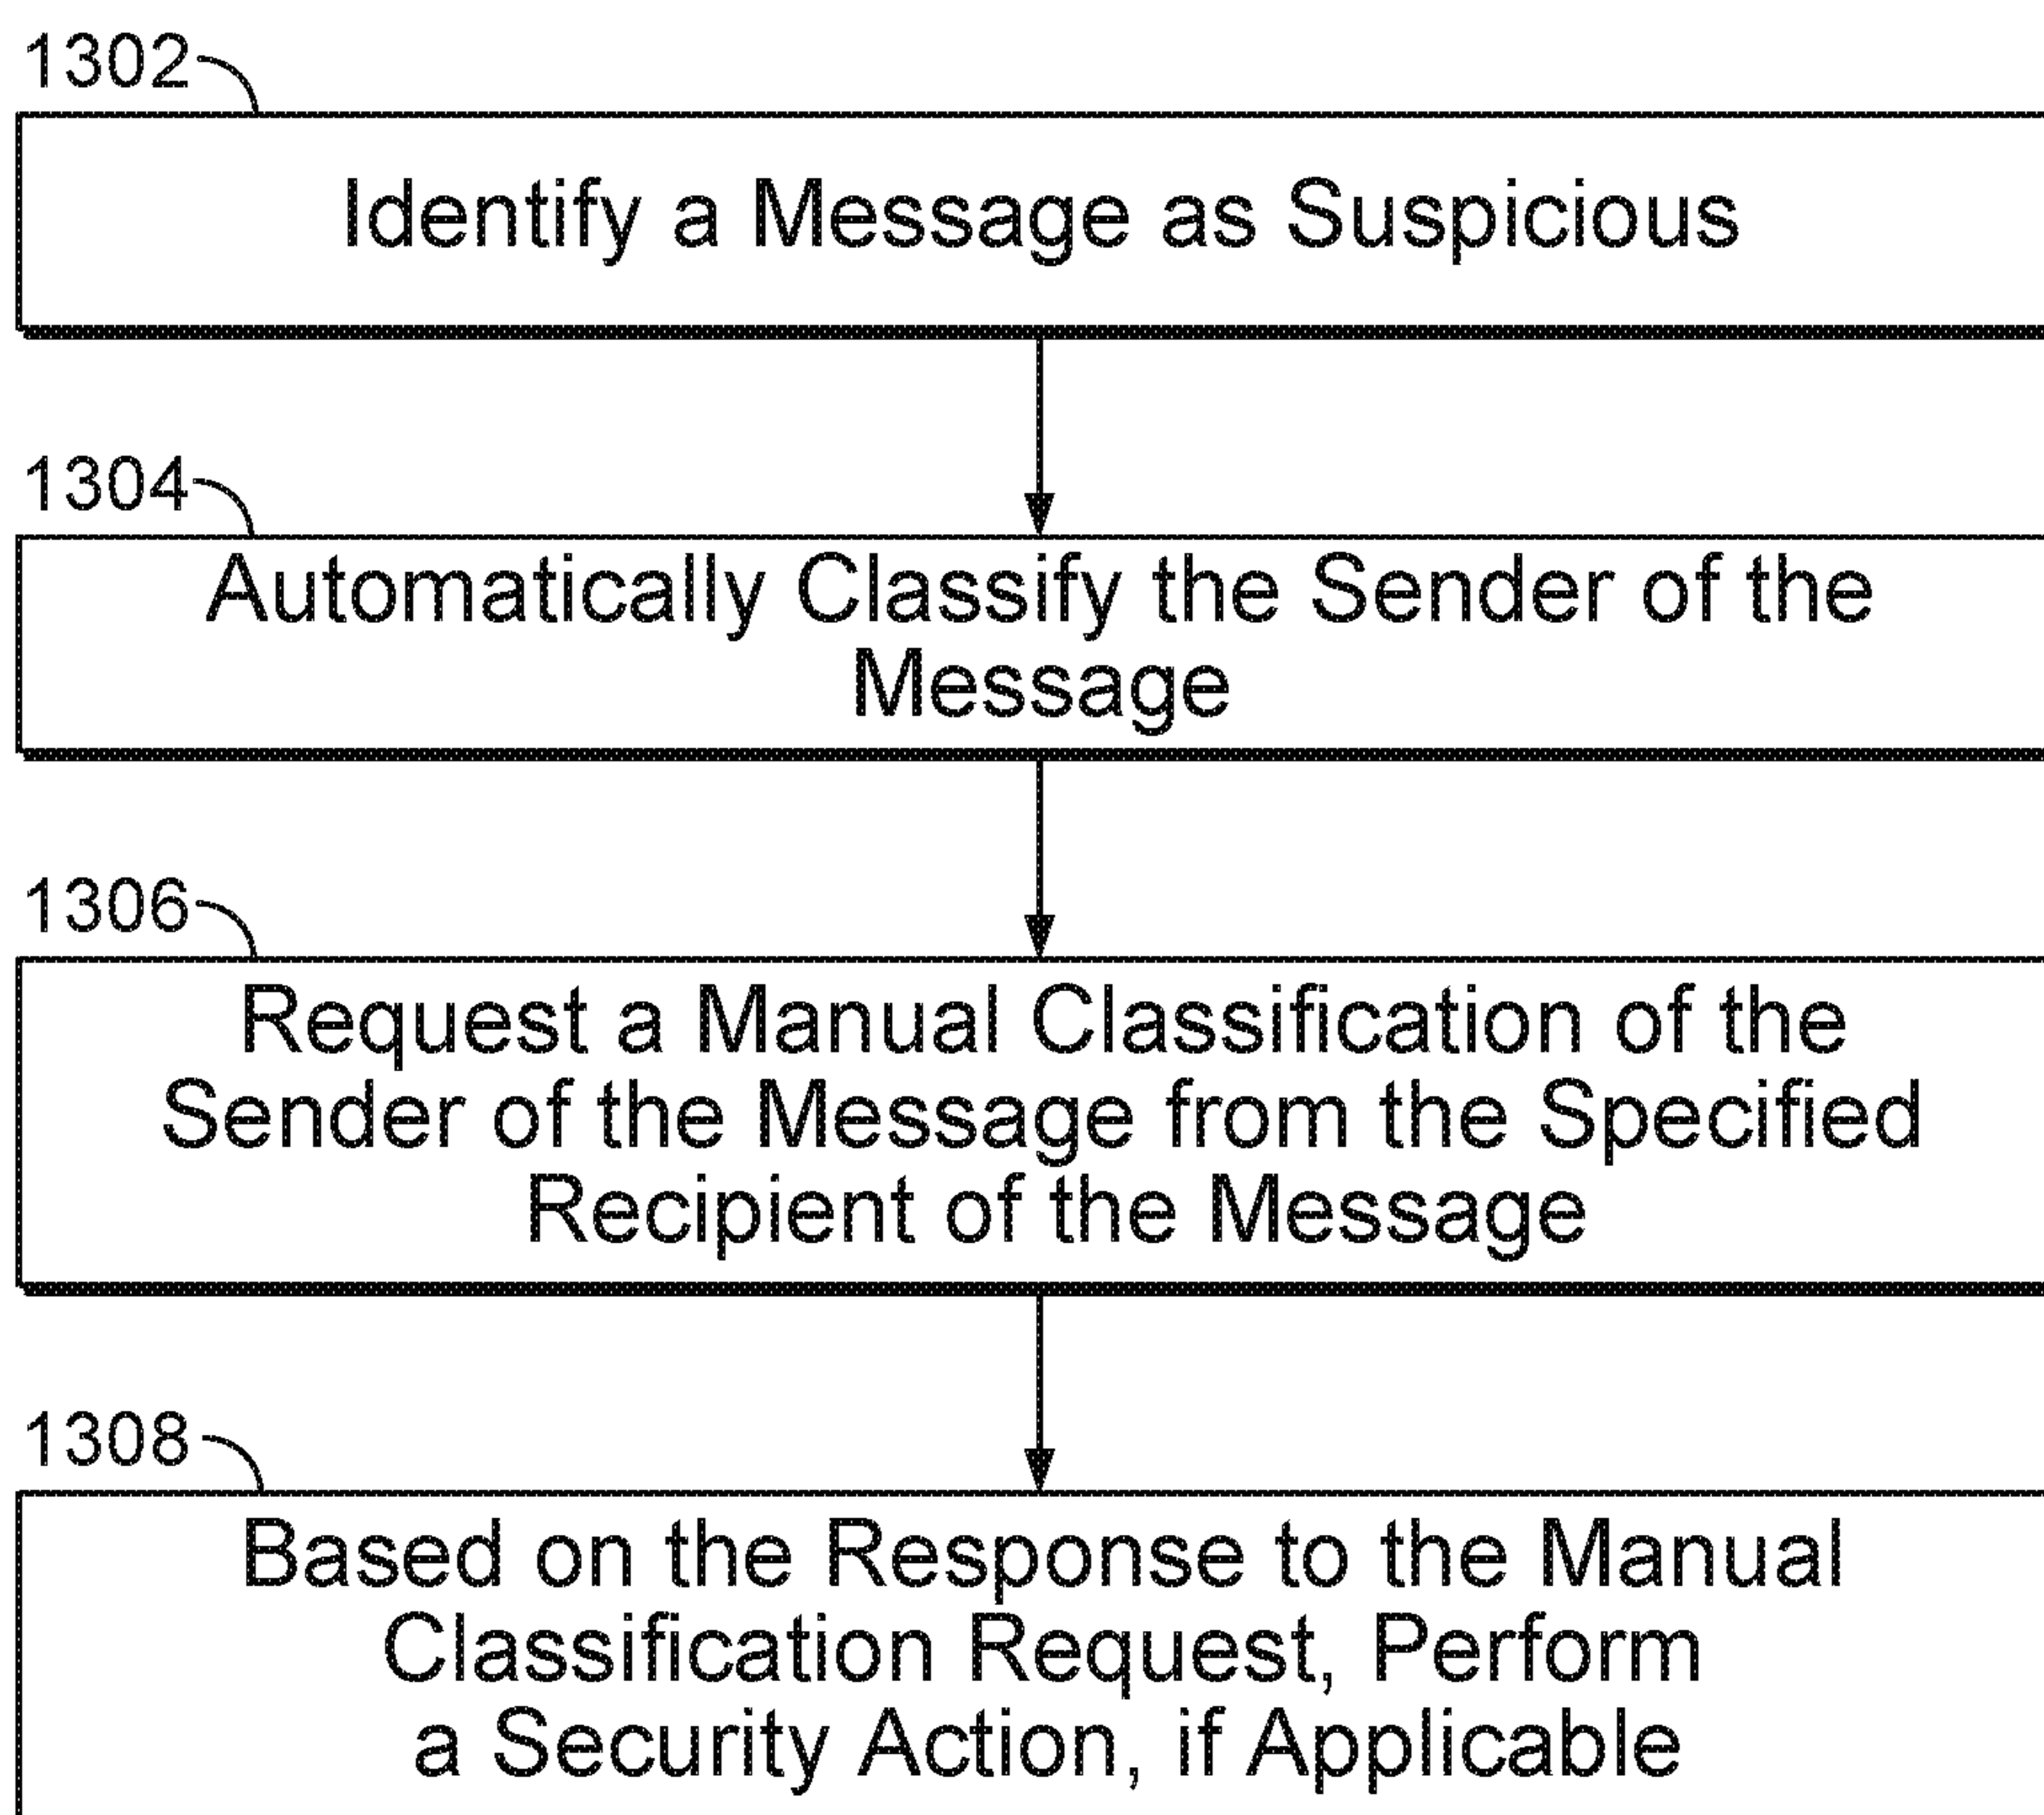 1302
Identify a Message as Suspicious
1304
Automatically Classify the Sender of the
Message
1306
Request a Manual Classification of the
Sender of the Message from the Specified
Recipient of the Message
1308
Based on the Response to the Manual
Classification Request, Perform
a Security Action, if Applicable